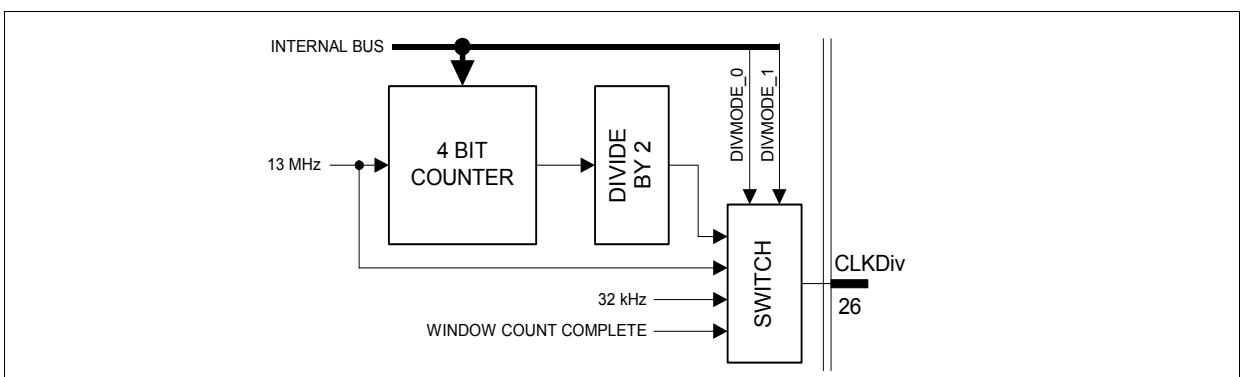 INTERNAL BUS
DIVMODE_0
DIVMODE_1
4 BIT
COUNTER
DIVIDE
BY 2
13 MHz
SWITCH
CLKDiv
26
32 kHz
WINDOW COUNT COMPLETE